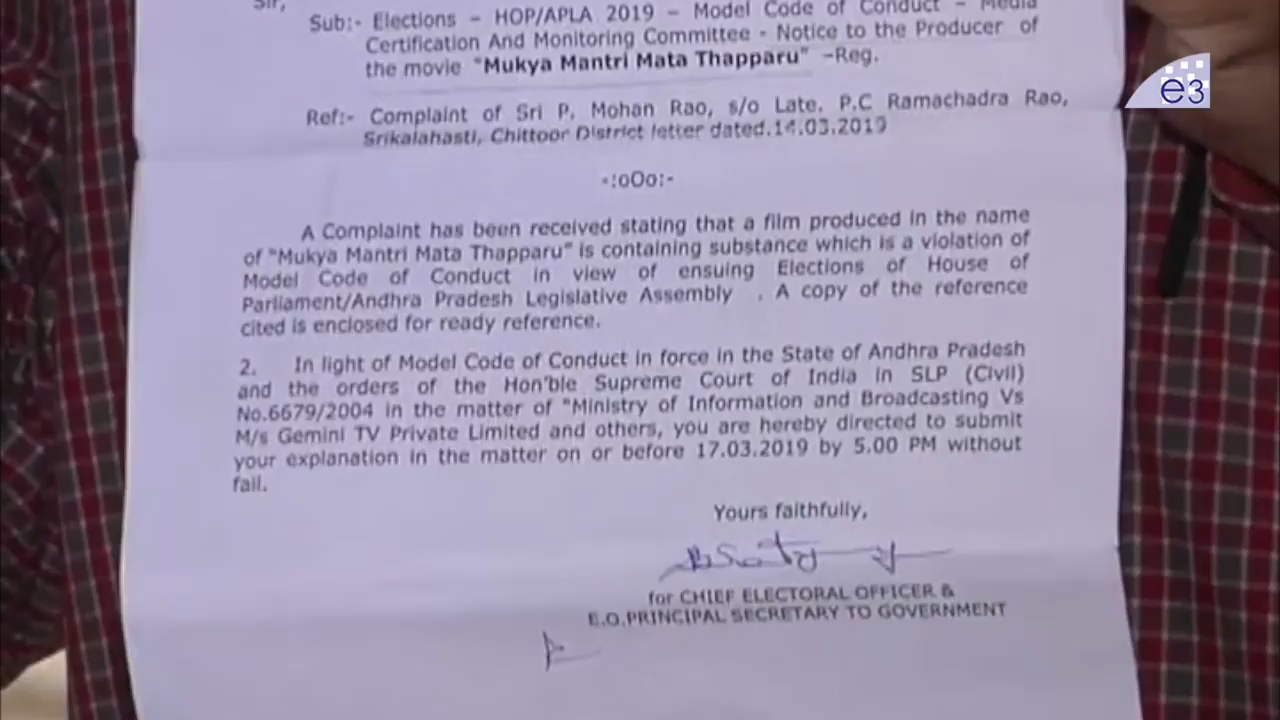 Sir,
Sub:- Elections – HOP/APLA 2019 – Model Code of Conduct – Media
Certification And Monitoring Committee - Notice to the Producer of
the movie "Mukya Mantri Mata Thapparu" –Reg.
Ref:- Complaint of Sri P. Mohan Rao, s/o Late. P.C Ramachadra Rao,
Srikalahasti, Chittoor District letter dated.14.03.2019
-:oOo:-
A Complaint has been received stating that a film produced in the name
of "Mukya Mantri Mata Thapparu" is containing substance which is a violation of
Model Code of Conduct in view of ensuing Elections of House of
Parliament/Andhra Pradesh Legislative Assembly . A copy of the reference
cited is enclosed for ready reference.
2. In light of Model Code of Conduct in force in the State of Andhra Pradesh
and the orders of the Hon'ble Supreme Court of India in SLP (Civil)
No.6679/2004 in the matter of "Ministry of Information and Broadcasting Vs
M/s Gemini TV Private Limited and others, you are hereby directed to submit
your explanation in the matter on or before 17.03.2019 by 5.00 PM without
fail.
Yours faithfully,
for CHIEF ELECTORAL OFFICER &
E.O.PRINCIPAL SECRETARY TO GOVERNMENT
e3